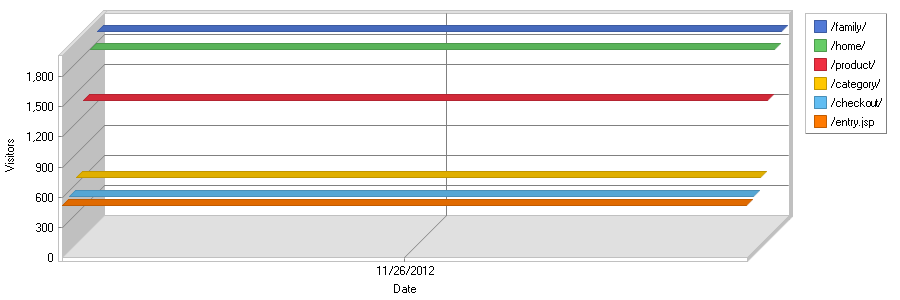 /family/
/home/
/product/
/category/
/checkout/
/entry.jsp
1,800
1,500
1,200
900
600
300
0
Visitors
11/26/2012
Date